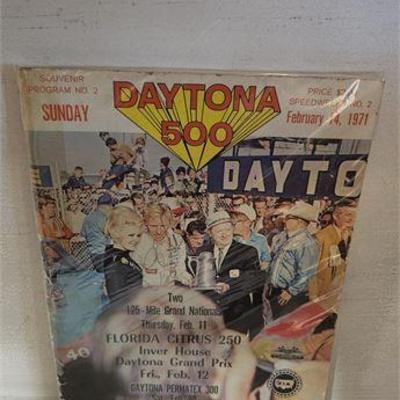 SOUVENIR
PROGRAM NO. 2
SUNDAY
DAYTONA
500
PRICE
SPEEDWEEKS NO. 2
February 14, 1971
DAYTO
Two
125-Mile Grand National
Thursday, Feb. 11
FLORIDA CITRUS 250
Inver House
Daytona Grand Prix
Fri., Feb. 12
DAYTONA PERMATEX 300
40